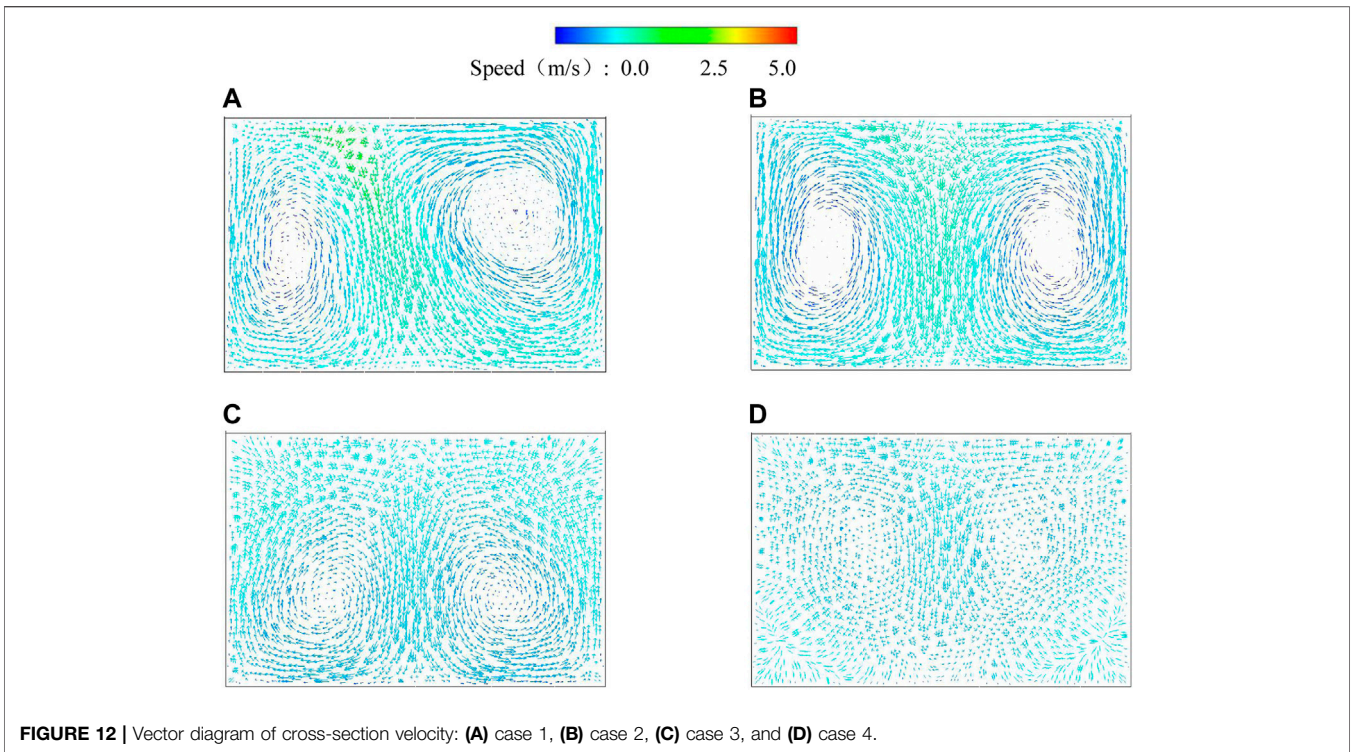 Speed（m/s）: 0.0 2.5 5.0
A
B
C
D
FIGURE 12 | Vector diagram of cross-section velocity: (A) case 1, (B) case 2, (C) case 3, and (D) case 4.